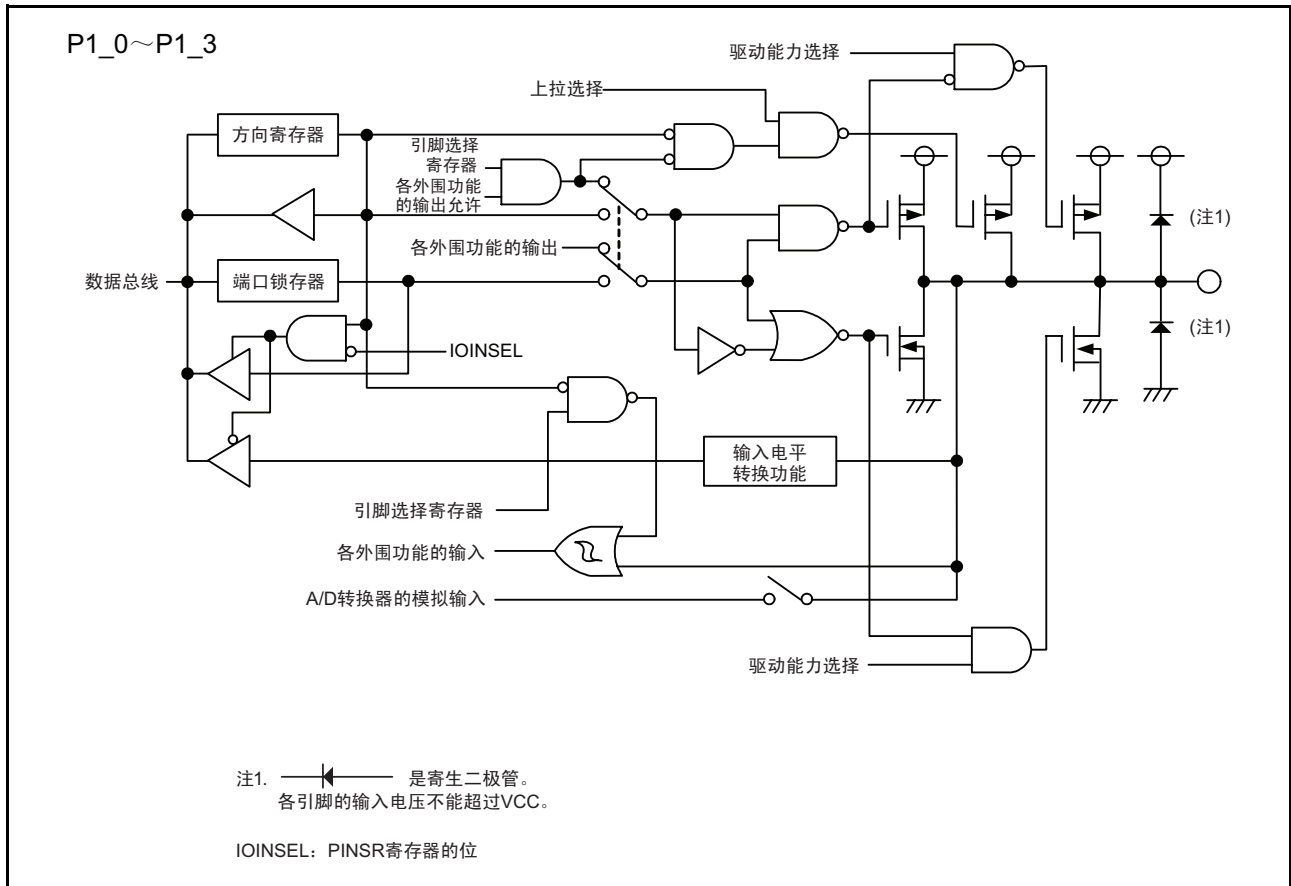 P1_0～P1_3
驱动能力选择
上拉选择
方向寄存器
引脚选择
寄存器
各外围功能
的输出允许
(注1)
各外围功能的输出
数据总线
端口锁存器
(注1)
IOINSEL
输入电平
转换功能
引脚选择寄存器
各外围功能的输入
A/D转换器的模拟输入
驱动能力选择
注1. 是寄生二极管。
各引脚的输入电压不能超过VCC。
IOINSEL：PINSR寄存器的位